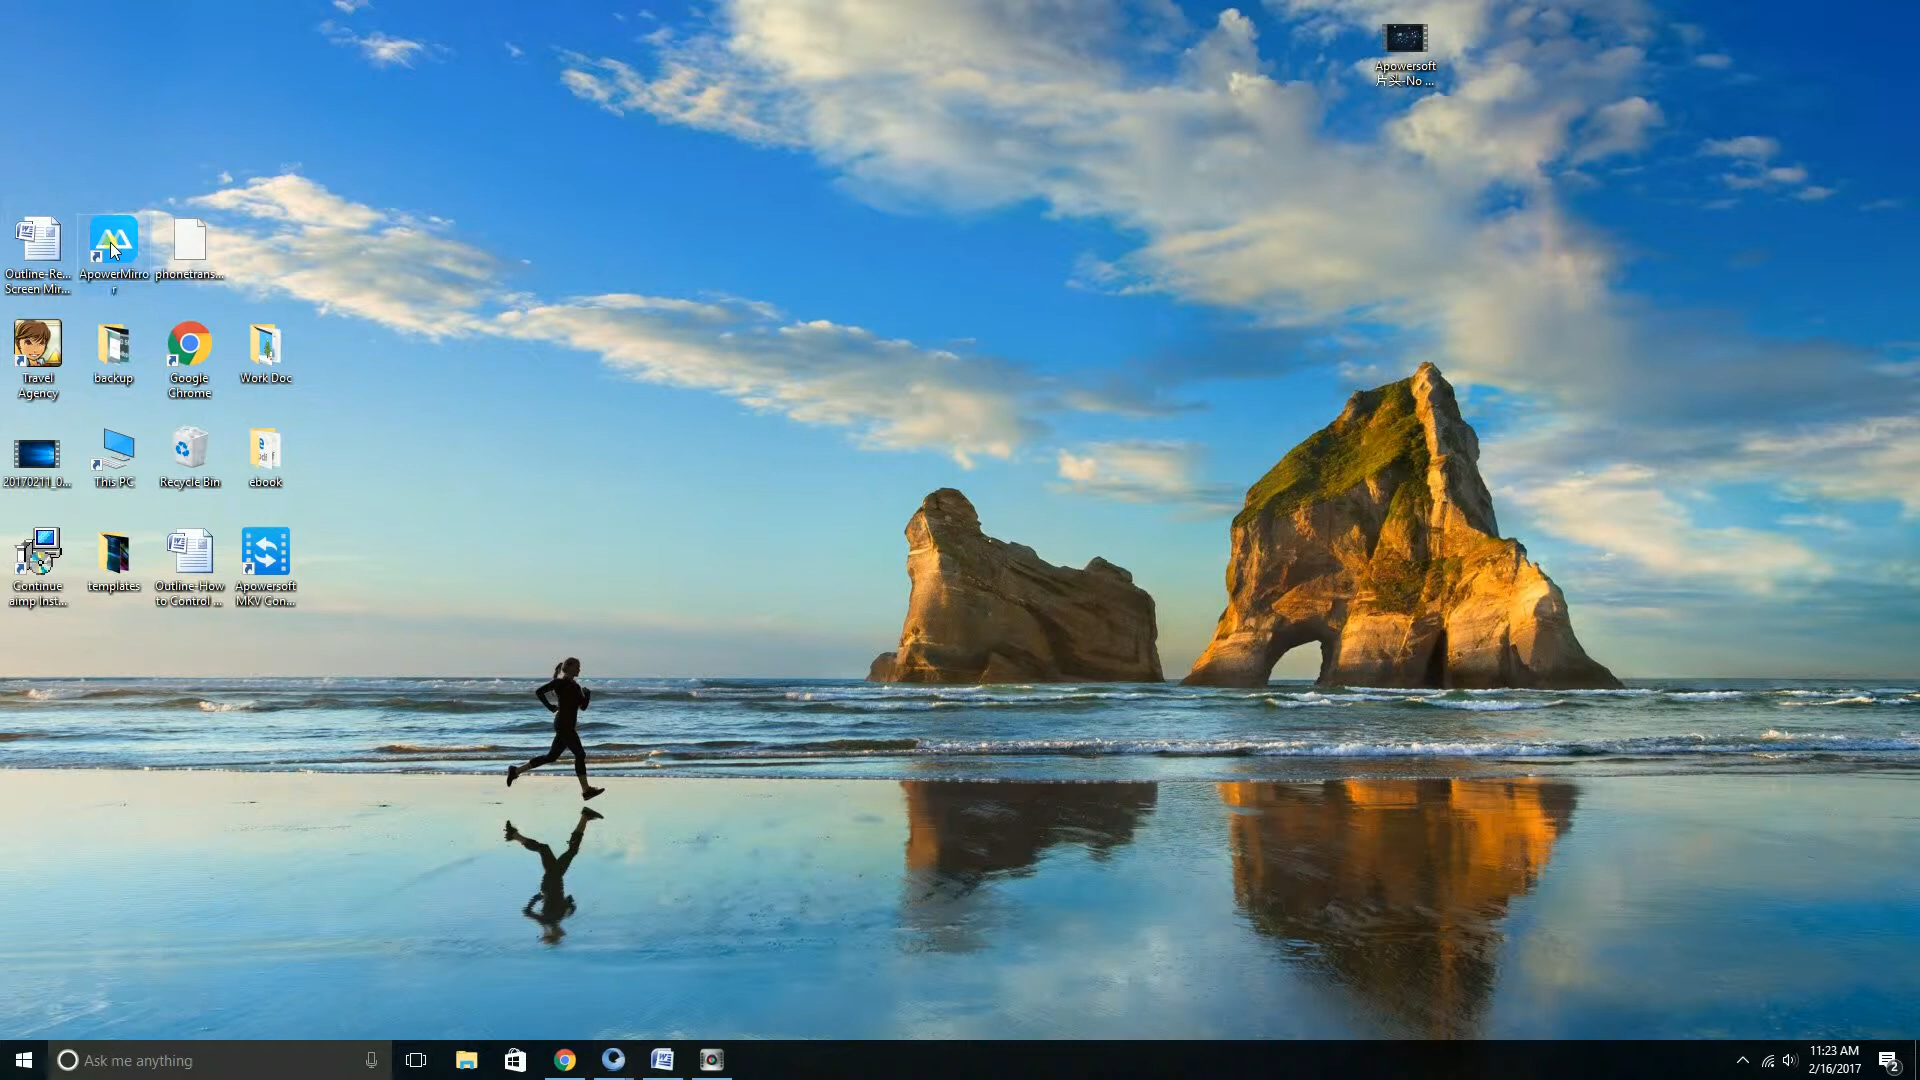 Apowersoft
片头-No ...
Outline-Re...
Screen Mir...
ApowerMirro
r
phonetrans...
Travel
Agency
backup
Google
Chrome
Work Doc
20170211_0...
This PC
Recycle Bin
ebook
Continue
aimp Inst...
templates
Outline-How
to Control ...
Apowersoft
MKV Con...
Ask me anything
11:23 AM
2/16/2017
2